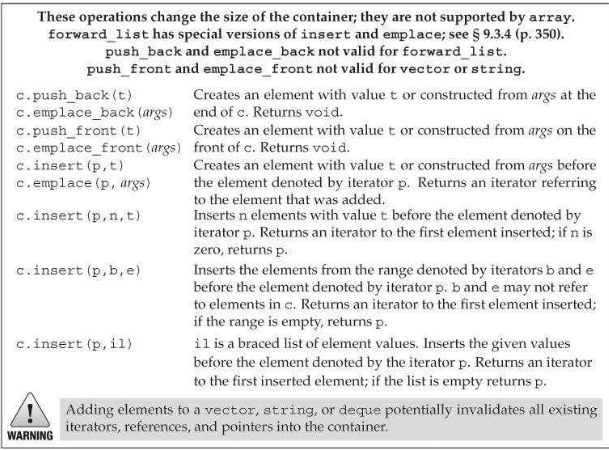 These operations change the size of the container; they are not supported by array.
forward_list has special versions of insert and emplace; see § 9.3.4 (p. 350).
push_back and emplace_back not valid for forward_list.
push_front and emplace_front not valid for vector or string.
c.push_back(t) Creates an element with value t or constructed from args at the
c.emplace_back(args) end of c. Returns void.
c.push_front(t) Creates an element with value t or constructed from args on the
c.emplace_front(args) front of c. Returns void.
c.insert(p,t) Creates an element with value t or constructed from args before
c.emplace(p, args) the element denoted by iterator p. Returns an iterator referring
to the element that was added.
c.insert(p,n,t) Inserts n elements with value t before the element denoted by
iterator p. Returns an iterator to the first element inserted; if n is
zero, returns p.
c.insert(p,b,e) Inserts the elements from the range denoted by iterators b and e
before the element denoted by iterator p. b and e may not refer
to elements in c. Returns an iterator to the first element inserted;
if the range is empty, returns p.
c.insert(p,il) il is a braced list of element values. Inserts the given values
before the element denoted by the iterator p. Returns an iterator
to the first inserted element; if the list is empty returns p.
! Adding elements to a vector, string, or deque potentially invalidates all existing
WARNING iterators, references, and pointers into the container.